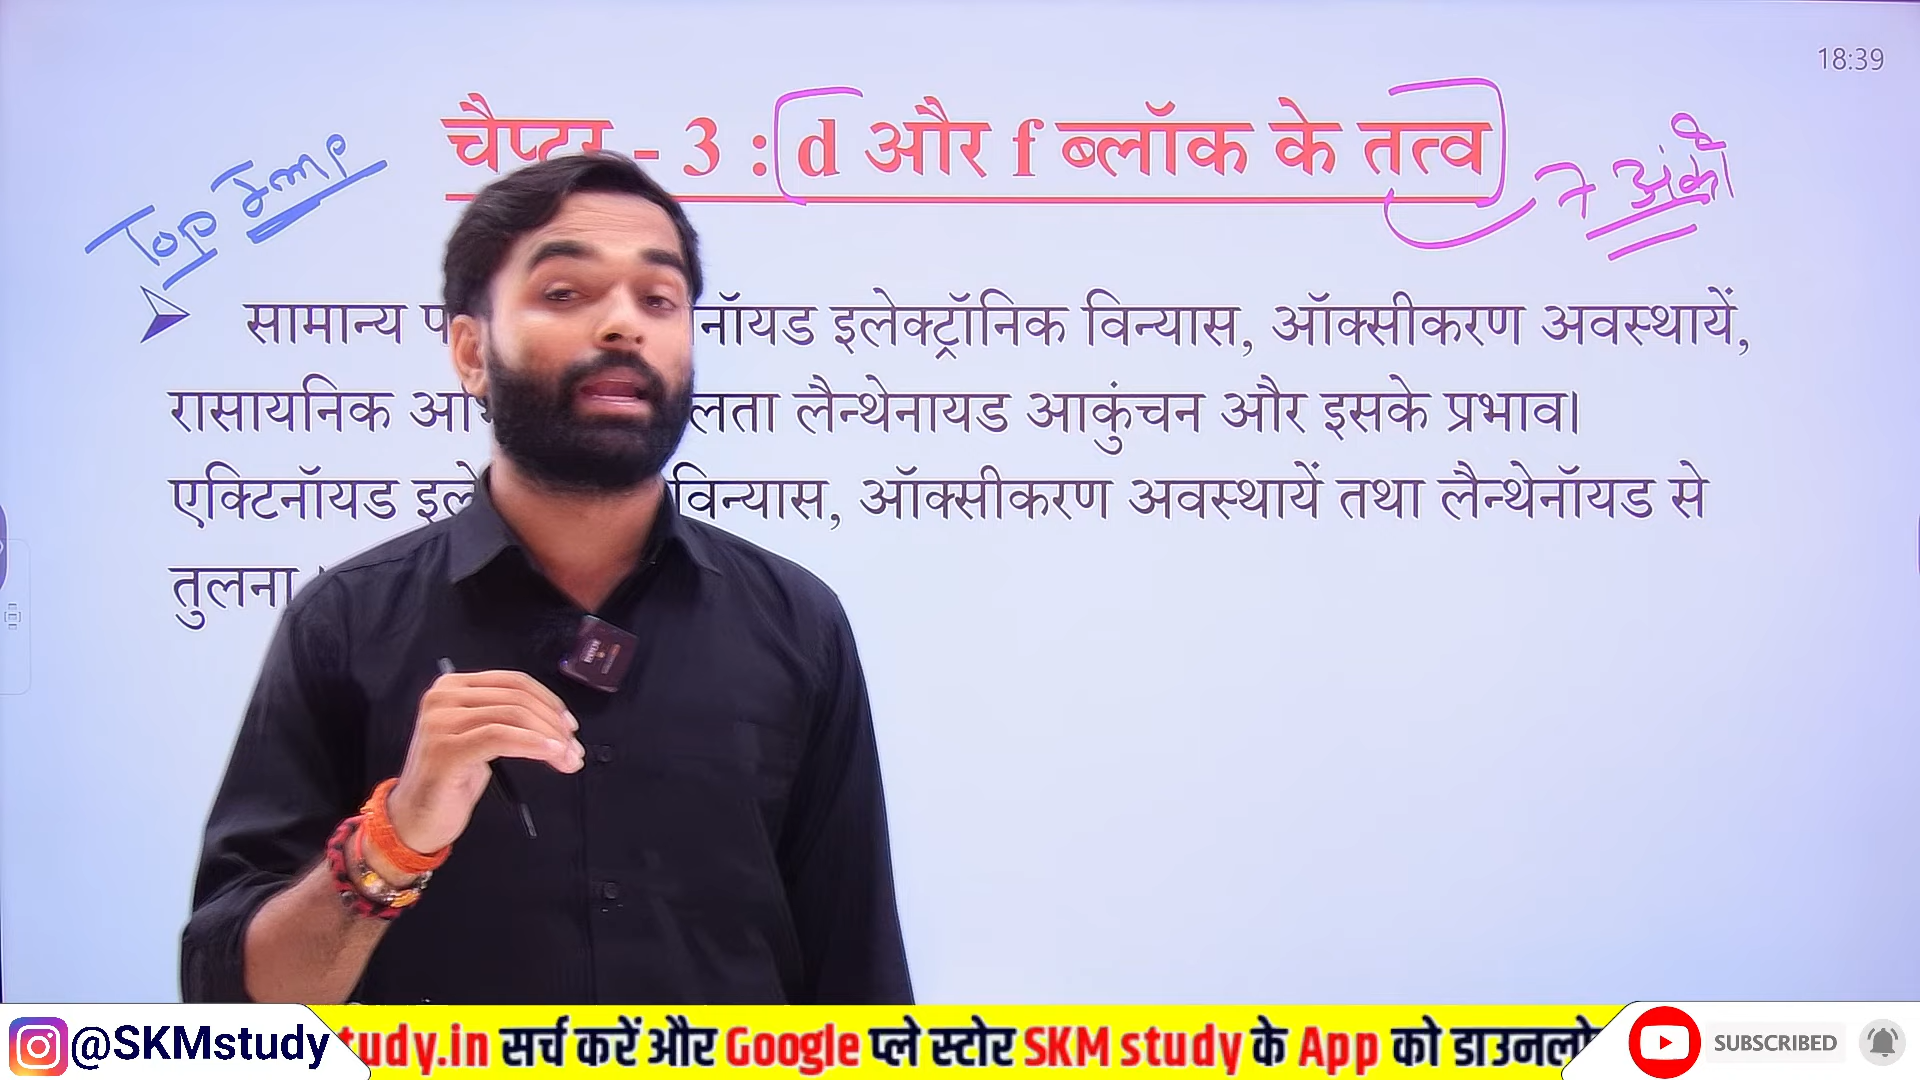 18:39
चैप्टर - 3 : d और f ब्लॉक के तत्व
Top Imp
7 अंको
सामान्य नॉयड इलेक्ट्रॉनिक विन्यास, ऑक्सीकरण अवस्थायें,
रासायनिक लता लैन्थेनायड आकुंचन और इसके प्रभाव।
एक्टिनॉयड विन्यास, ऑक्सीकरण अवस्थायें तथा लैन्थेनॉयड से
तुलना
@SKMstudy tudy.in सर्च करें और Google प्ले स्टोर SKM study के App को डाउनलो SUBSCRIBED